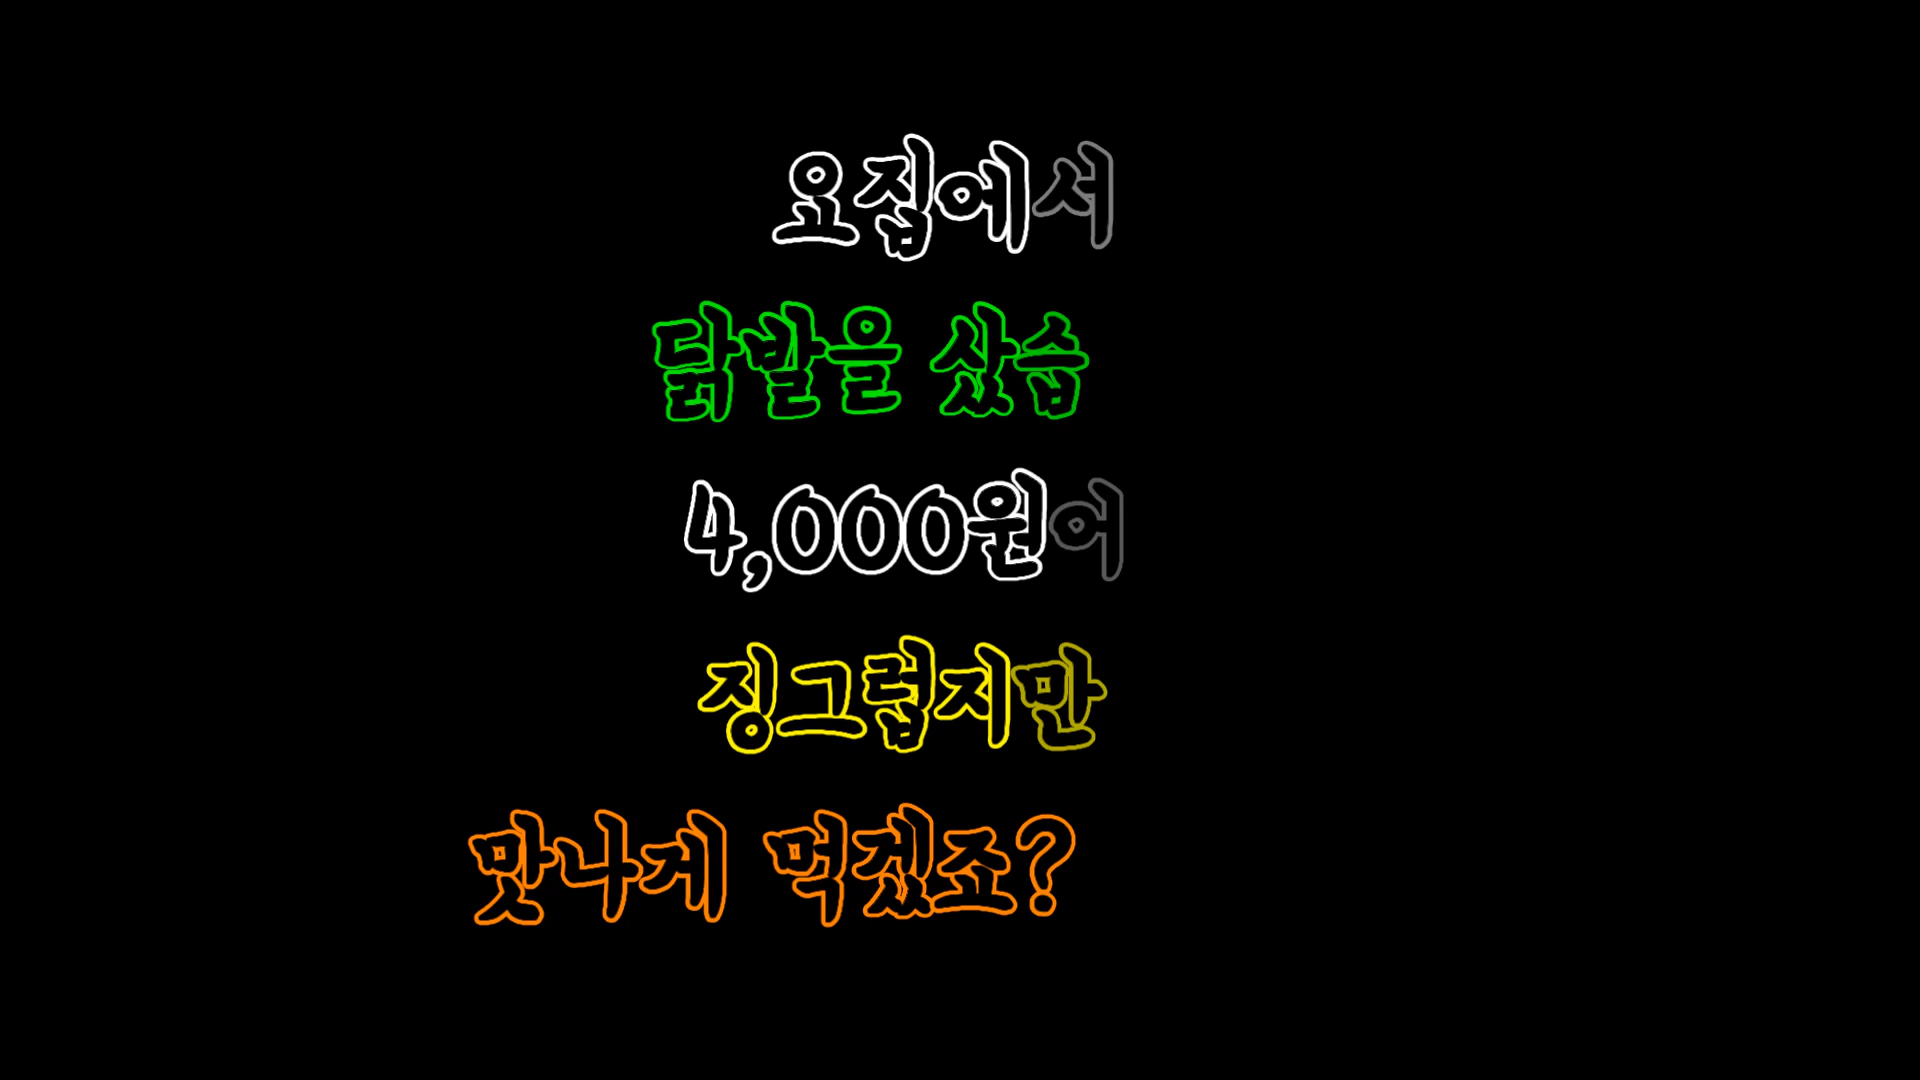 요집에서
닭발을 샀습
4,000원어
징그럽지만
맛나게 먹겠죠?